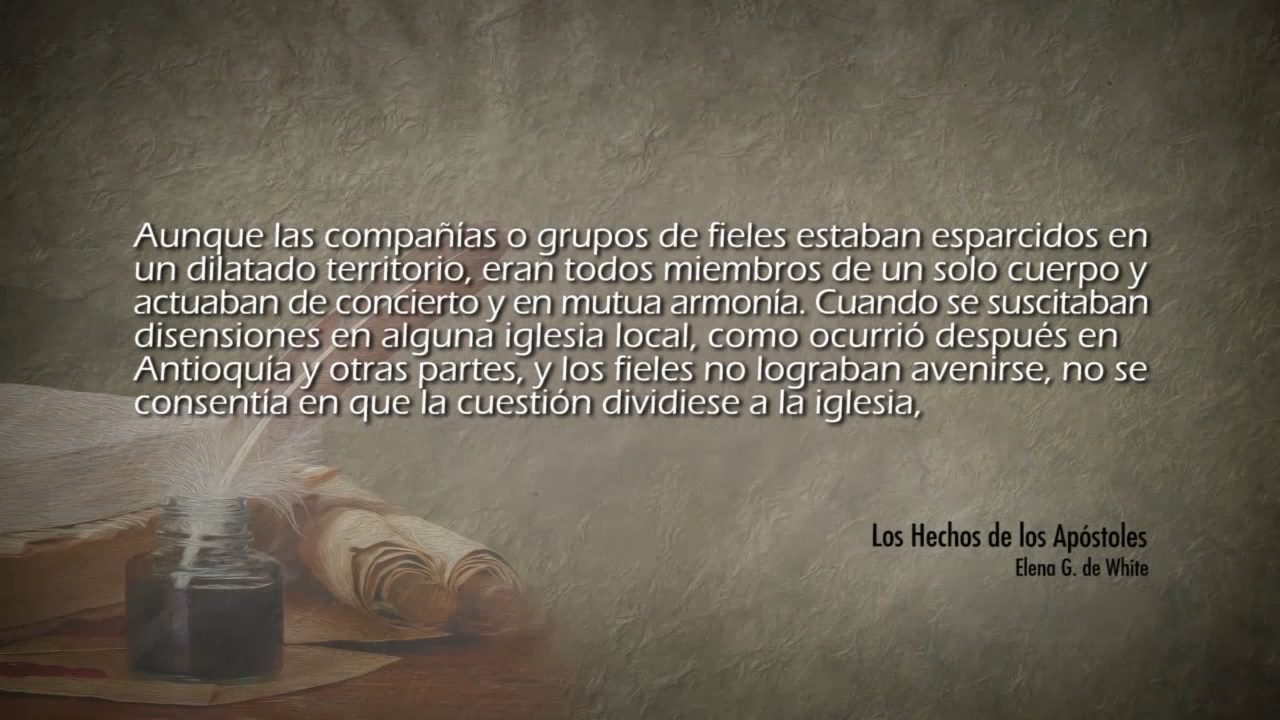 Aunque las compañías o grupos de fieles estaban esparcidos en
un dilatado territorio, eran todos miembros de un solo cuerpo y
actuaban de concierto y en mutua armonía. Cuando se suscitaban
disensiones en alguna iglesia local, como ocurrió después en
Antioquía y otras partes, y los fieles no lograban avenirse, no se
consentía en que la cuestión dividiese a la iglesia,
Los Hechos de los Apóstoles
Elena G. de White